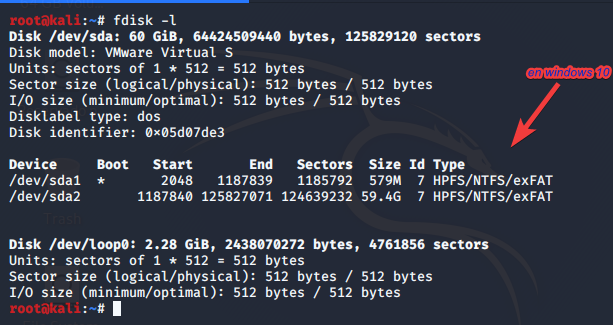 root@kali:~# fdisk -l
Disk /dev/sda: 60 GiB, 64424509440 bytes, 125829120 sectors
Disk model: VMware Virtual S
Units: sectors of 1 * 512 = 512 bytes
Sector size (logical/physical): 512 bytes / 512 bytes
I/O size (minimum/optimal): 512 bytes / 512 bytes
Disklabel type: dos
Disk identifier: 0×05d07de3
en windows 10
Device     Boot   Start       End   Sectors  Size Id Type
/dev/sda1  *       2048   1187839   1185792  579M  7 HPFS/NTFS/exFAT
/dev/sda2       1187840 125827071 124639232 59.4G  7 HPFS/NTFS/exFAT
Trash
Disk /dev/loop0: 2.28 GiB, 2438070272 bytes, 4761856 sectors
Units: sectors of 1 * 512 = 512 bytes
Sector size (logical/physical): 512 bytes / 512 bytes
I/O size (minimum/optimal): 512 bytes / 512 bytes
root@kali:~#